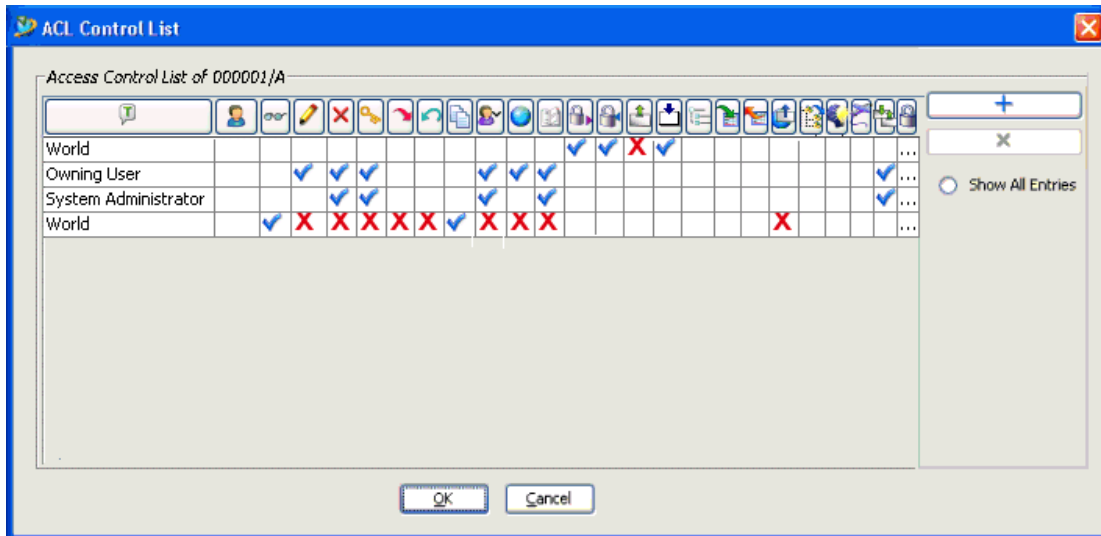 ACL Control List
Access Control List of 000001/A
World
...
Owning User
...
System Administrator
...
World
...
Show All Entries
OK
Cancel